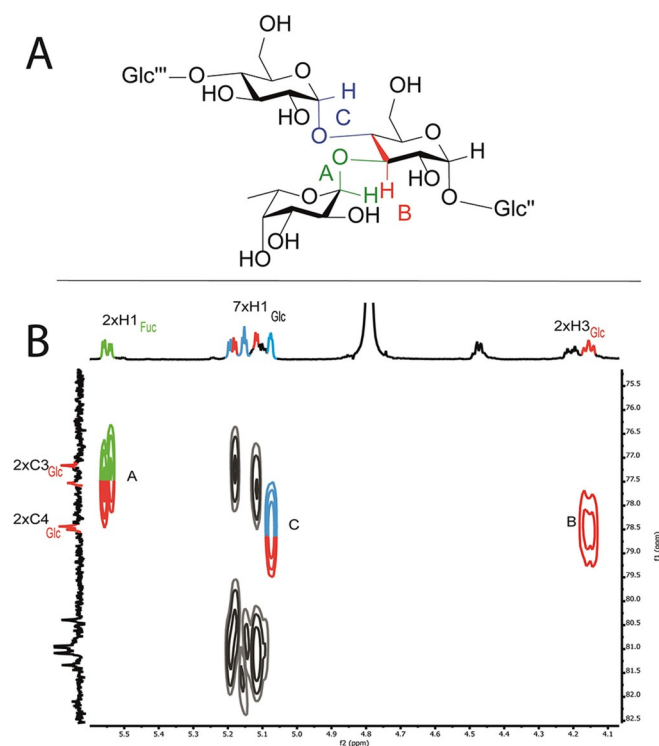 A
OH
Glc'''
O
O
HO
HO
H
HO
C
OH
O
O
O
H
HO
O
Glc''
A
O
H
H
OH
B
OH
HO
B
2xH1Fuc
7xH1Glc
2xH3Glc
2xC3Glc
2xC4Glc
A
C
B
75.5
76.0
76.5
77.0
77.5
78.0
78.5
79.0
79.5
80.0
80.5
81.0
81.5
82.0
82.5
f1 (ppm)
5.5 5.4 5.3 5.2 5.1 5.0 4.9 4.8 4.7 4.6 4.5 4.4 4.3 4.2 4.1
f2 (ppm)